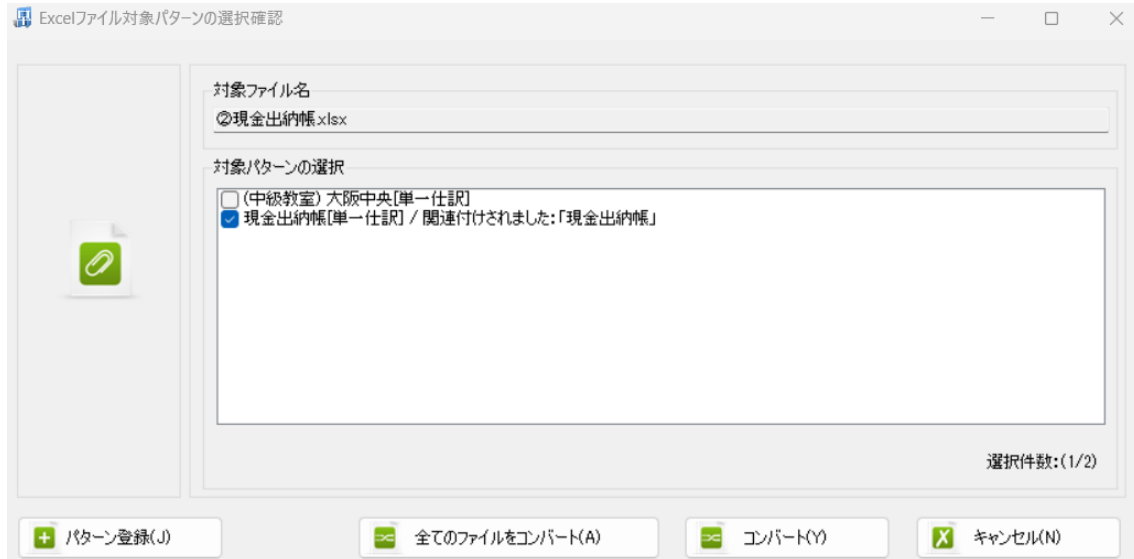 Excelファイル対象パターンの選択確認
対象ファイル名
②現金出納帳.xlsx
対象パターンの選択
(中級教室) 大阪中央[単一仕訳]
現金出納帳[単一仕訳] / 関連付けされました:「現金出納帳」
選択件数:(1/2)
パターン登録(J)
全てのファイルをコンバート(A)
コンバート(Y)
キャンセル(N)